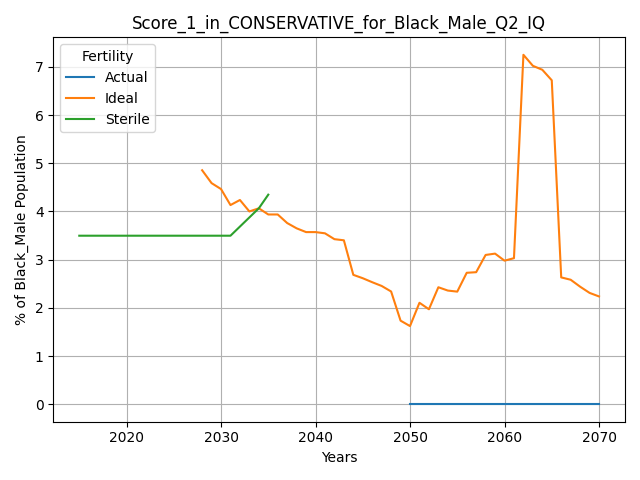 Score_1_in_CONSERVATIVE_for_Black_Male_Q2_IQ
Fertility
Actual
Ideal
Sterile
% of Black_Male Population
7
6
5
4
3
2
1
0
2020 2030 2040 2050 2060 2070
Years